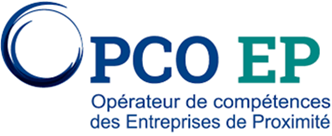 OPCO EP
Opérateur de compétences
des Entreprises de Proximité